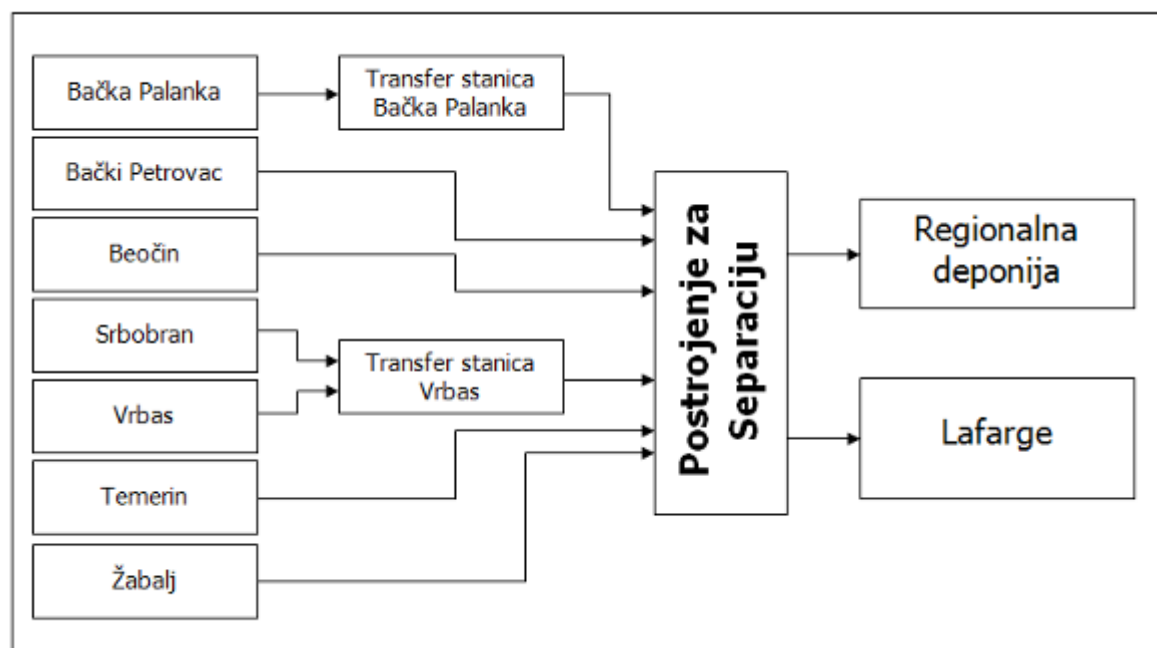 Bačka Palanka
Transfer stanica
Bačka Palanka
Bački Petrovac
Beočin
Srbobran
Transfer stanica
Vrbas
Vrbas
Temerin
Žabalj
Postrojenje za
Separaciju
Regionalna
deponija
Lafarge